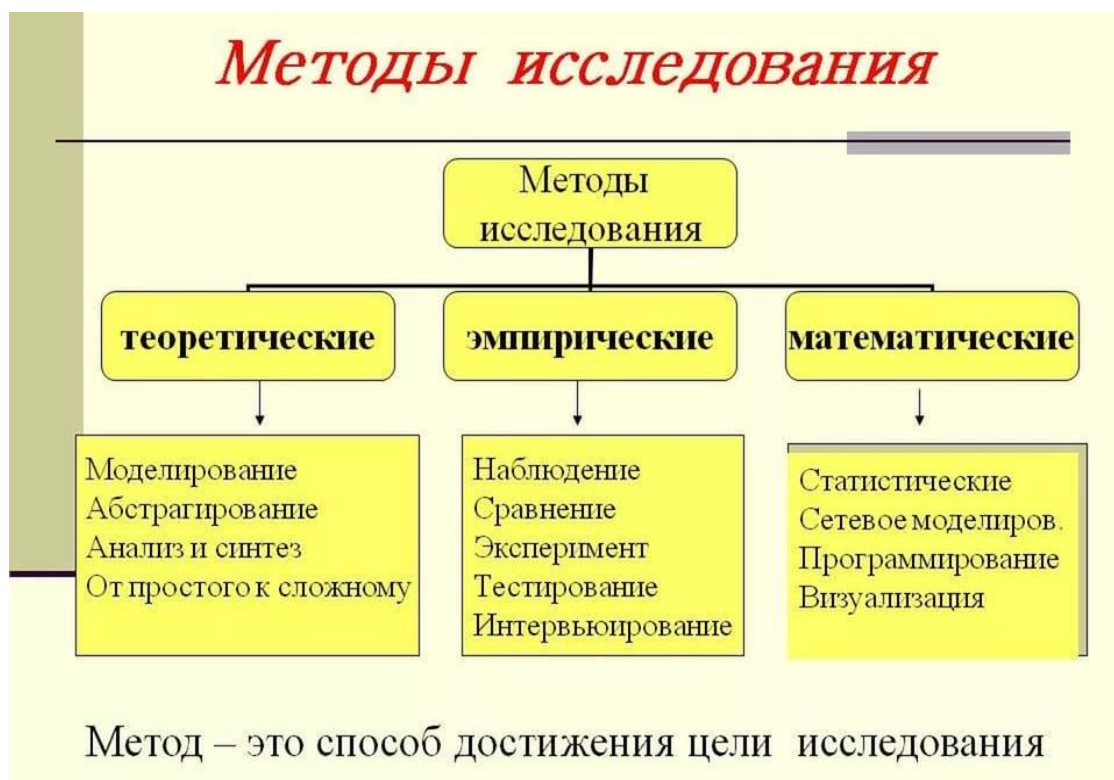 Методы исследования
Методы
исследования
теоретические
эмпирические
математические
Моделирование
Абстрагирование
Анализ и синтез
От простого к сложному
Наблюдение
Сравнение
Эксперимент
Тестирование
Интервьюирование
Статистические
Сетевое моделиров.
Программирование
Визуализация
Метод – это способ достижения цели исследования